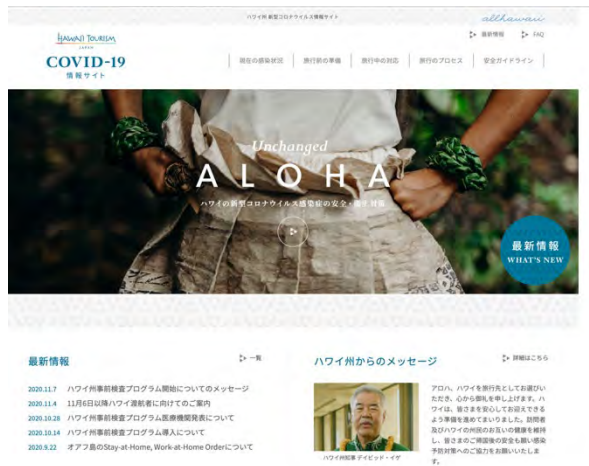 ハワイ州 新型コロナウイルス情報サイト
allhawaii
最新情報
FAQ
HAWAI‘I TOURISM
JAPAN
COVID-19
情報サイト
現在の感染状況
旅行前の準備
旅行中の対応
旅行のプロセス
安全ガイドライン
Unchanged
ALOHA
ハワイの新型コロナウイルス感染症の安全・衛生対策
最新情報
WHAT'S NEW
最新情報
一覧
2020.11.7 ハワイ州事前検査プログラム開始についてのメッセージ
2020.11.4 11月6日以降ハワイ渡航者に向けてのご案内
2020.10.28 ハワイ州事前検査プログラム医療機関発表について
2020.10.14 ハワイ州事前検査プログラム導入について
2020.9.22 オアフ島のStay-at-Home, Work-at-Home Orderについて
ハワイ州からのメッセージ
詳細はこちら
アロハ、ハワイを旅行先としてお選びい
ただき、心から御礼を申し上げます。ハ
ワイは、皆さまを安心してお迎えできる
よう準備を進めてまいりました。訪問者
及びハワイの州民のお互いの健康を維持
し、皆さまのご帰国後の安全も願い感染
予防対策へのご協力をお願いいたしま
す。
ハワイ州知事 デイビッド・イゲ